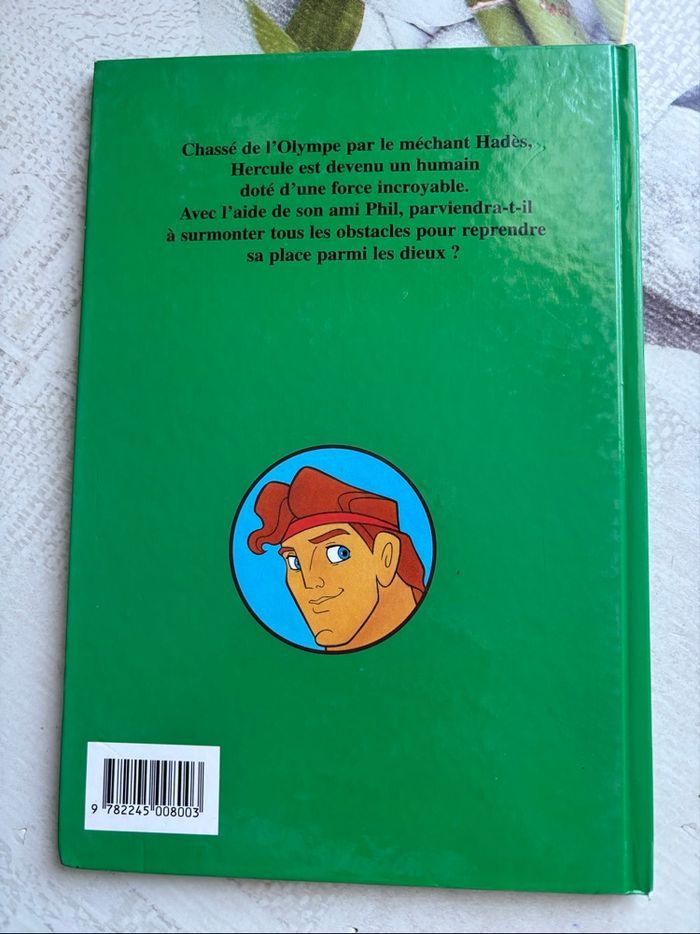 Chassé de l'Olympe par le méchant Hadès,
Hercule est devenu un humain
doté d'une force incroyable.
Avec l'aide de son ami Phil, parviendra-t-il
à surmonter tous les obstacles pour reprendre
sa place parmi les dieux ?
9 782245 008003